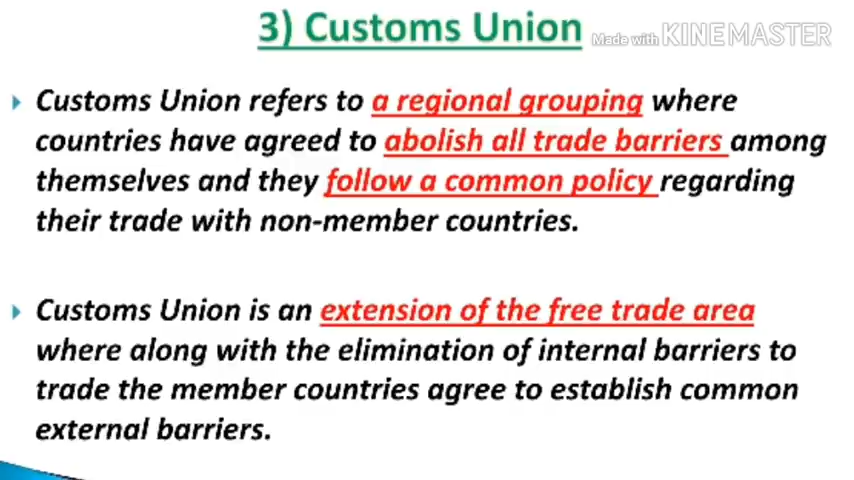 3) Customs Union
Made with KINEMASTER
Customs Union refers to a regional grouping where
countries have agreed to abolish all trade barriers among
themselves and they follow a common policy regarding
their trade with non-member countries.
Customs Union is an extension of the free trade area
where along with the elimination of internal barriers to
trade the member countries agree to establish common
external barriers.